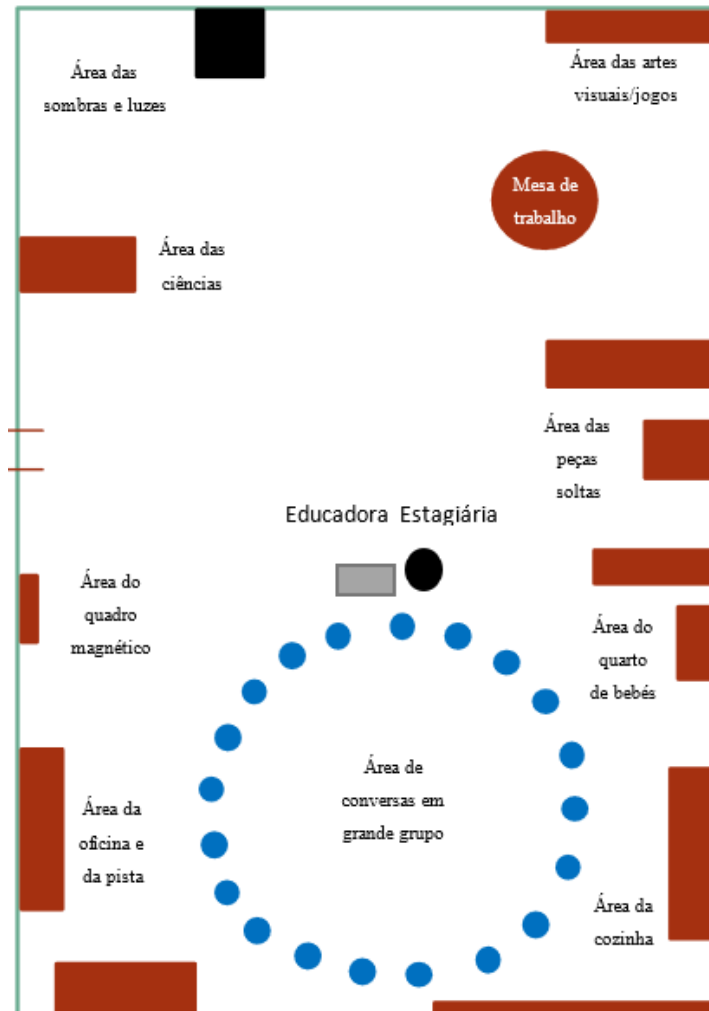 Área das
sombras e luzes
Área das artes
visuais/jogos
Mesa de
trabalho
Área das
ciências
Área das
peças
soltas
Educadora Estagiária
Área do
quadro
magnético
Área do
quarto
de bebés
Área de
conversas em
grande grupo
Área da
oficina e
da pista
Área da
cozinha